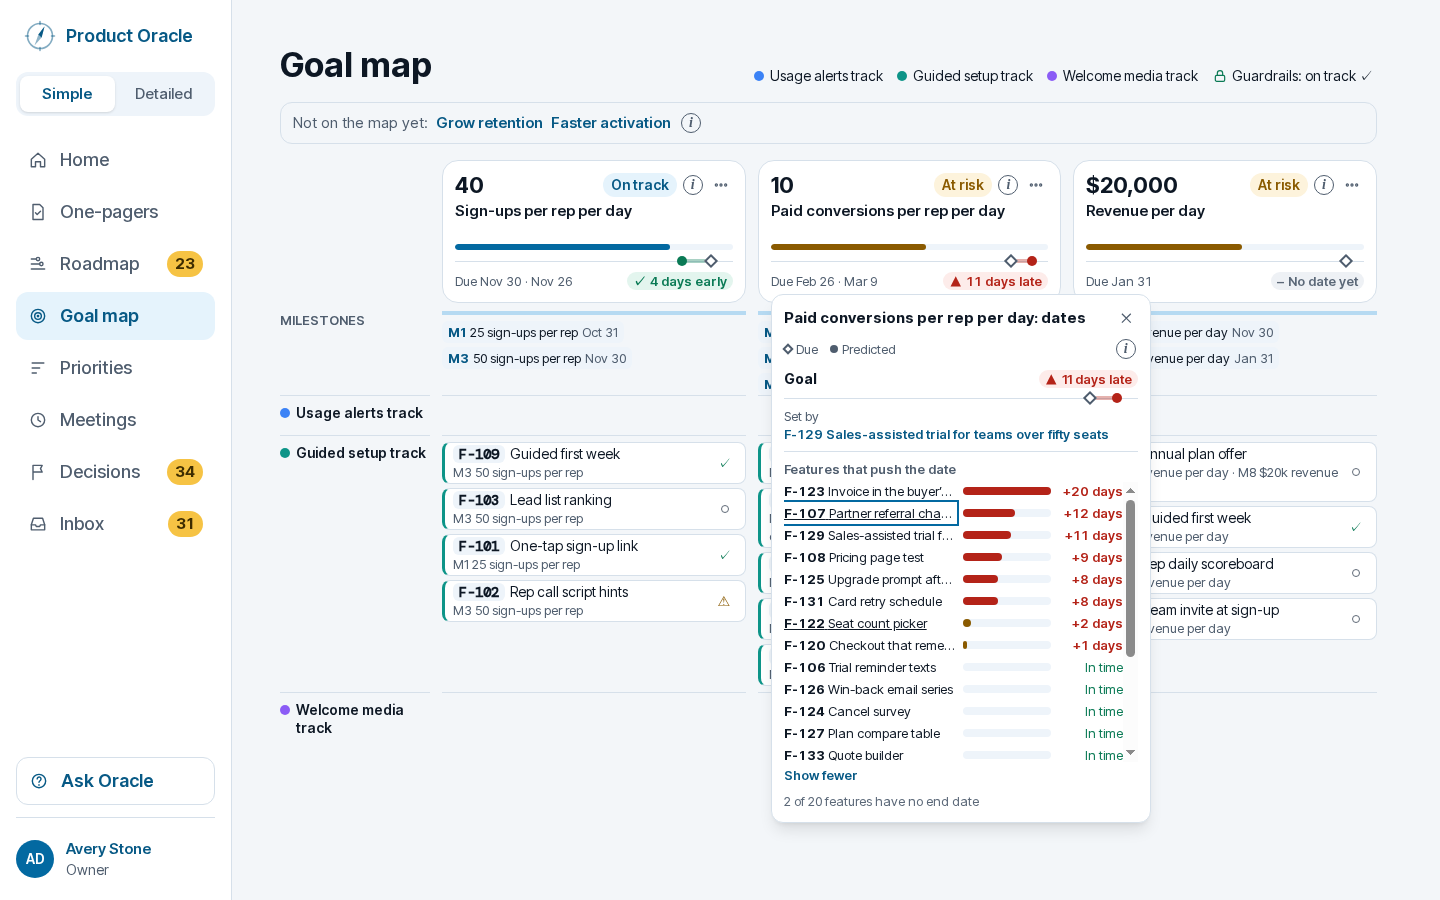 Product Oracle
Simple
Detailed
Home
One-pagers
Roadmap
23
Goal map
Priorities
Meetings
Decisions
34
Inbox
31
Ask Oracle
AD
Avery Stone
Owner
Goal map
Usage alerts track
Guided setup track
Welcome media track
Guardrails: on track ✓
Not on the map yet: Grow retention Faster activation i
40
On track
i
Sign-ups per rep per day
Due Nov 30 · Nov 26
✓ 4 days early
10
At risk
i
Paid conversions per rep per day
Due Feb 26 · Mar 9
▲ 11 days late
$20,000
At risk
i
Revenue per day
Due Jan 31
– No date yet
MILESTONES
M1 25 sign-ups per rep Oct 31
M3 50 sign-ups per rep Nov 30
enue per day Nov 30
enue per day Jan 31
Usage alerts track
Guided setup track
F-109 Guided first week
M3 50 sign-ups per rep
✓
F-103 Lead list ranking
M3 50 sign-ups per rep
F-101 One-tap sign-up link
M1 25 sign-ups per rep
✓
F-102 Rep call script hints
M3 50 sign-ups per rep
⚠
nnual plan offer
enue per day · M8 $20k revenue
uided first week
enue per day
✓
ep daily scoreboard
enue per day
eam invite at sign-up
enue per day
Welcome media
track
Paid conversions per rep per day: dates
Due
Predicted
i
Goal
▲ 11 days late
Set by
F-129 Sales-assisted trial for teams over fifty seats
Features that push the date
F-123 Invoice in the buyer'… +20 days
F-107 Partner referral cha… +12 days
F-129 Sales-assisted trial f… +11 days
F-108 Pricing page test +9 days
F-125 Upgrade prompt aft… +8 days
F-131 Card retry schedule +8 days
F-122 Seat count picker +2 days
F-120 Checkout that reme… +1 days
F-106 Trial reminder texts In time
F-126 Win-back email series In time
F-124 Cancel survey In time
F-127 Plan compare table In time
F-133 Quote builder In time
Show fewer
2 of 20 features have no end date